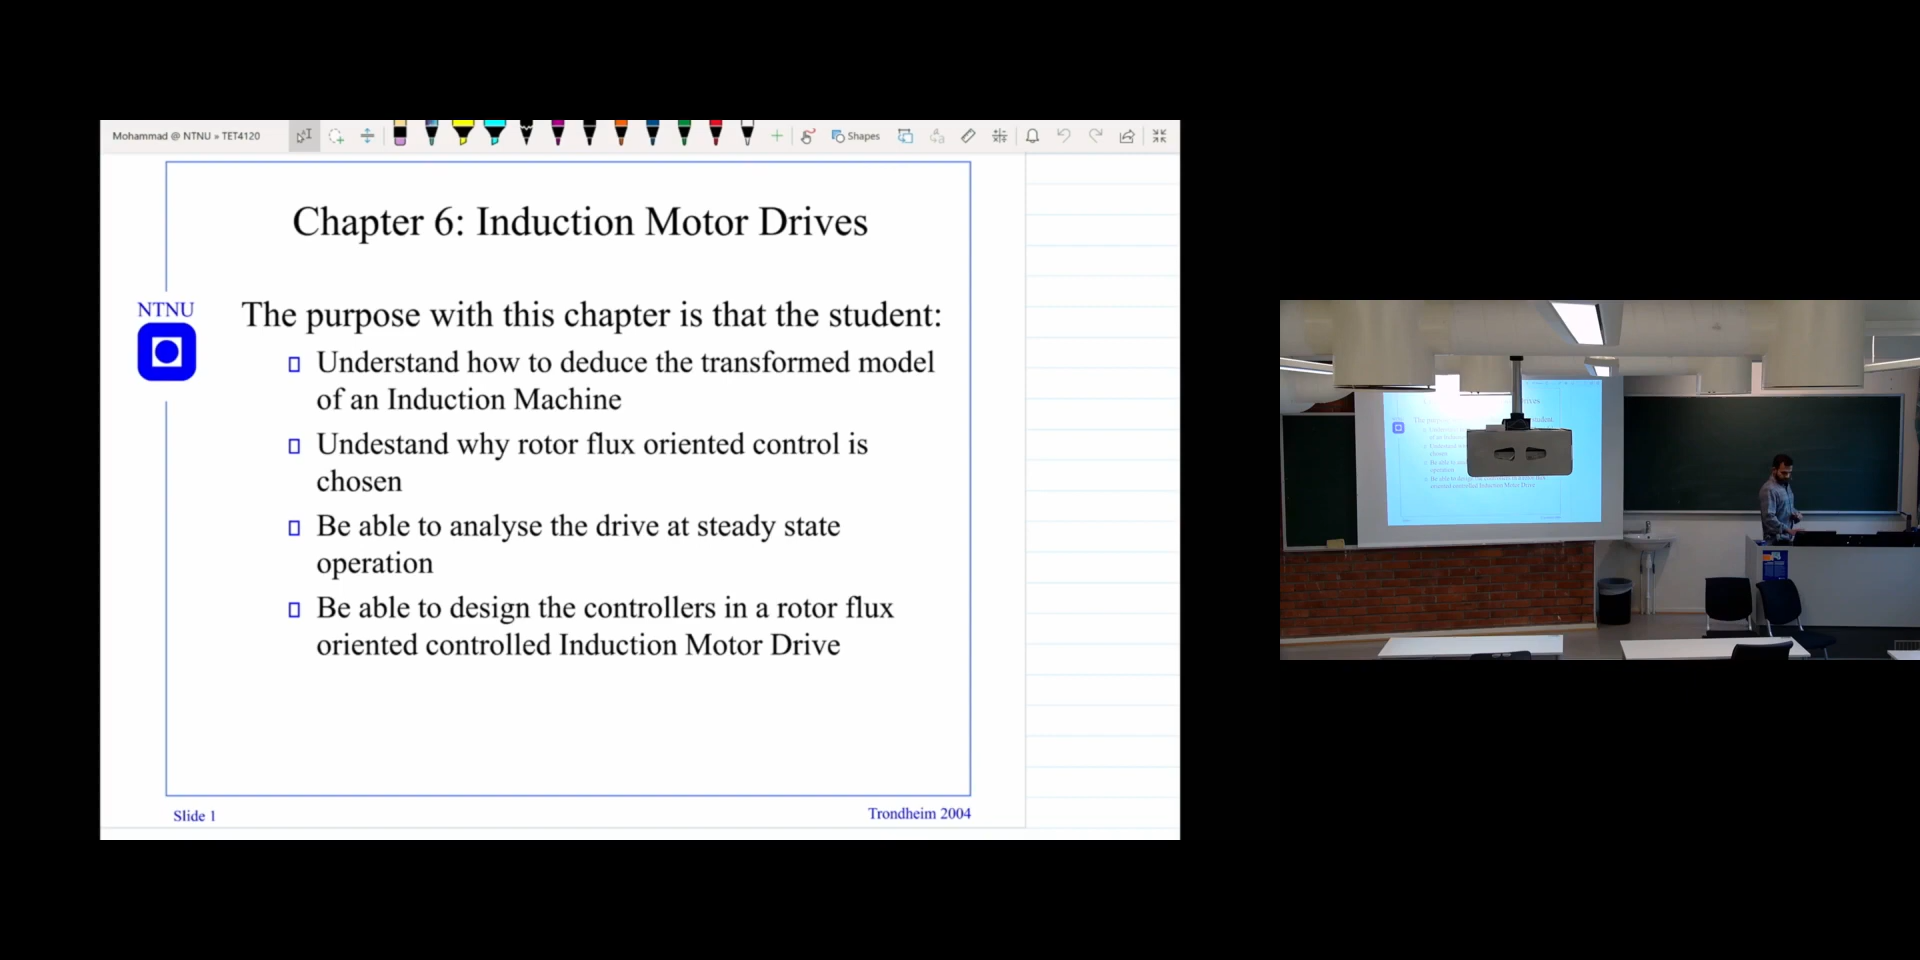 Mohammad @ NTNU » TET4120
Shapes
Chapter 6: Induction Motor Drives
NTNU
The purpose with this chapter is that the student:
Understand how to deduce the transformed model
of an Induction Machine
Undestand why rotor flux oriented control is
chosen
Be able to analyse the drive at steady state
operation
Be able to design the controllers in a rotor flux
oriented controlled Induction Motor Drive
Slide 1
Trondheim 2004